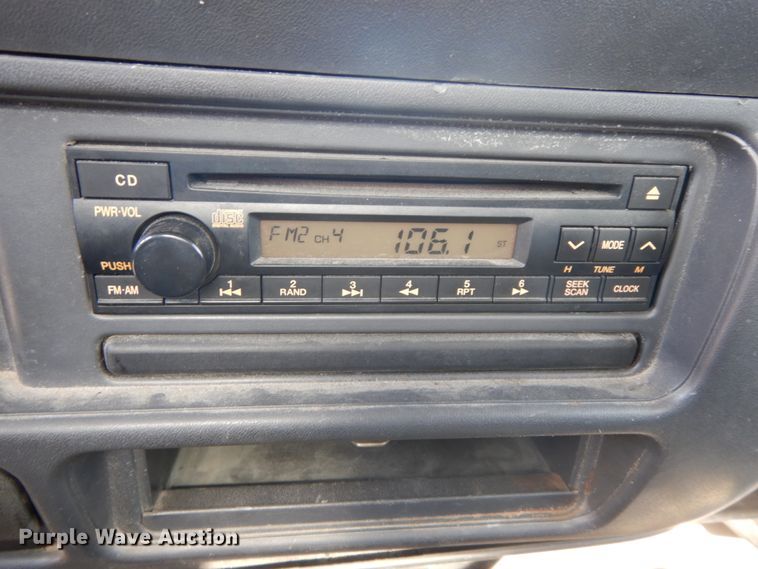 CD
PWR-VOL
disc
FM2 CH 4 106.1 ST
MODE
PUSH
H TUNE M
FM-AM
1 2 RAND 3 4 5 RPT 6
SEEK SCAN
CLOCK
Purple Wave Auction